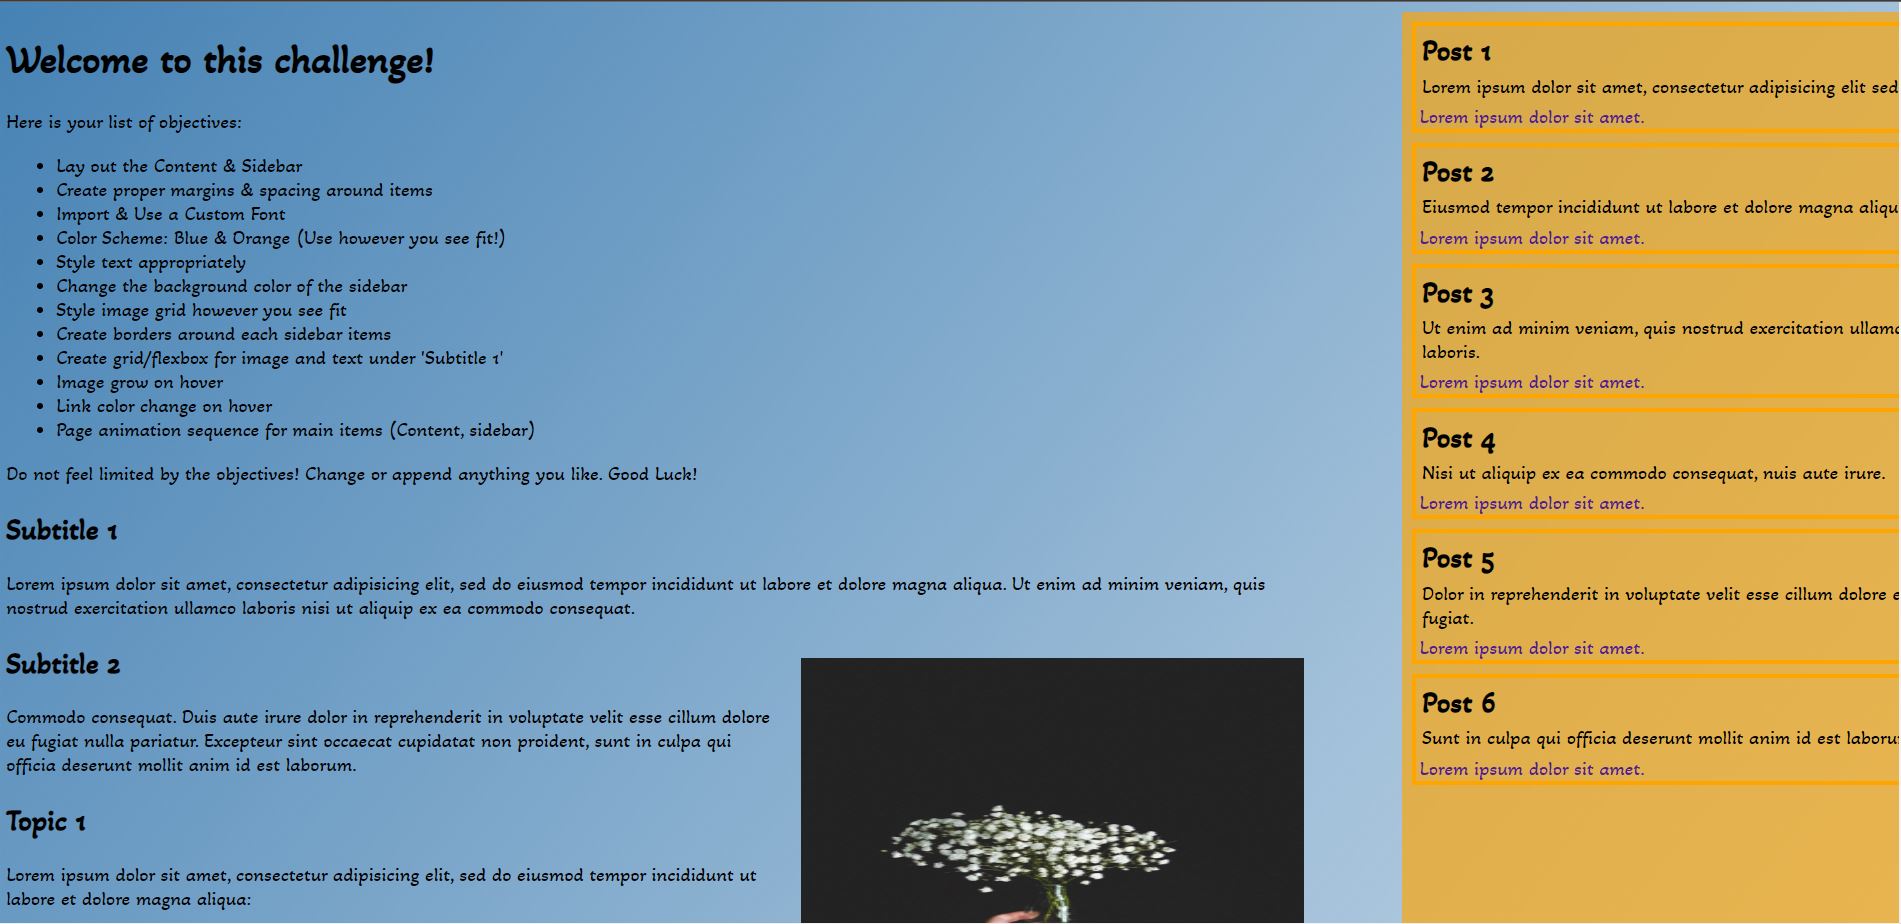 Welcome to this challenge!
Here is your list of objectives:
• Lay out the Content & Sidebar
• Create proper margins & spacing around items
• Import & Use a Custom Font
• Color Scheme: Blue & Orange (Use however you see fit!)
• Style text appropriately
• Change the background color of the sidebar
• Style image grid however you see fit
• Create borders around each sidebar items
• Create grid/flexbox for image and text under 'Subtitle 1'
• Image grow on hover
• Link color change on hover
• Page animation sequence for main items (Content, sidebar)
Do not feel limited by the objectives! Change or append anything you like. Good Luck!
Subtitle 1
Lorem ipsum dolor sit amet, consectetur adipisicing elit, sed do eiusmod tempor incididunt ut labore et dolore magna aliqua. Ut enim ad minim veniam, quis
nostrud exercitation ullamco laboris nisi ut aliquip ex ea commodo consequat.
Subtitle 2
Commodo consequat. Duis aute irure dolor in reprehenderit in voluptate velit esse cillum dolore
eu fugiat nulla pariatur. Excepteur sint occaecat cupidatat non proident, sunt in culpa qui
officia deserunt mollit anim id est laborum.
Topic 1
Lorem ipsum dolor sit amet, consectetur adipisicing elit, sed do eiusmod tempor incididunt ut
labore et dolore magna aliqua:
Post 1
Lorem ipsum dolor sit amet, consectetur adipisicing elit sed
Lorem ipsum dolor sit amet.
Post 2
Eiusmod tempor incididunt ut labore et dolore magna
Lorem ipsum dolor sit amet.
Post 3
Ut enim ad minim veniam, quis nostrud exercitation
laboris.
Lorem ipsum dolor sit amet.
Post 4
Nisi ut aliquip ex ea commodo consequat, nuis aute irure.
Lorem ipsum dolor sit amet.
Post 5
Dolor in reprehenderit in voluptate velit esse cillum dolore
fugiat.
Lorem ipsum dolor sit amet.
Post 6
Sunt in culpa qui officia deserunt mollit anim id est
Lorem ipsum dolor sit amet.